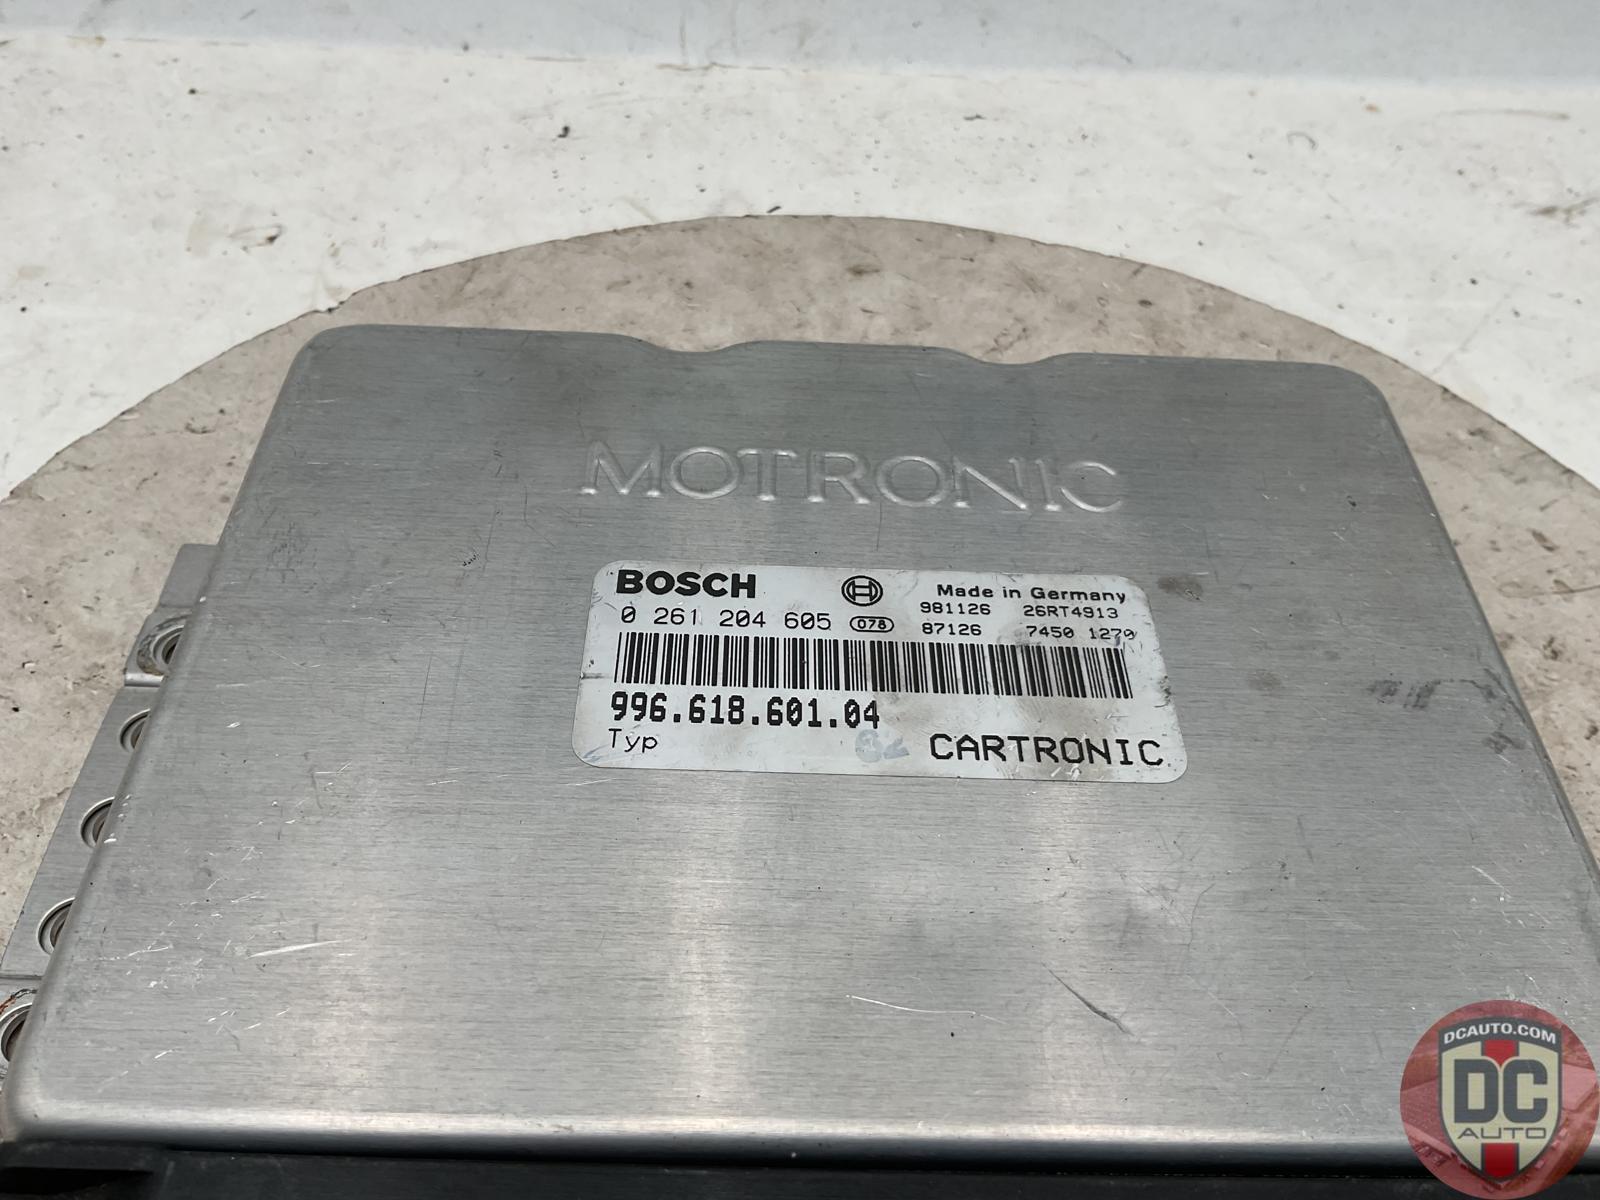 MOTRONIC
BOSCH
Made in Germany
0 261 204 605 078 981126 26RT4913
87126 7450 1270
996.618.601.04
Typ CARTRONIC
DCAUTO.COM
DC
AUTO